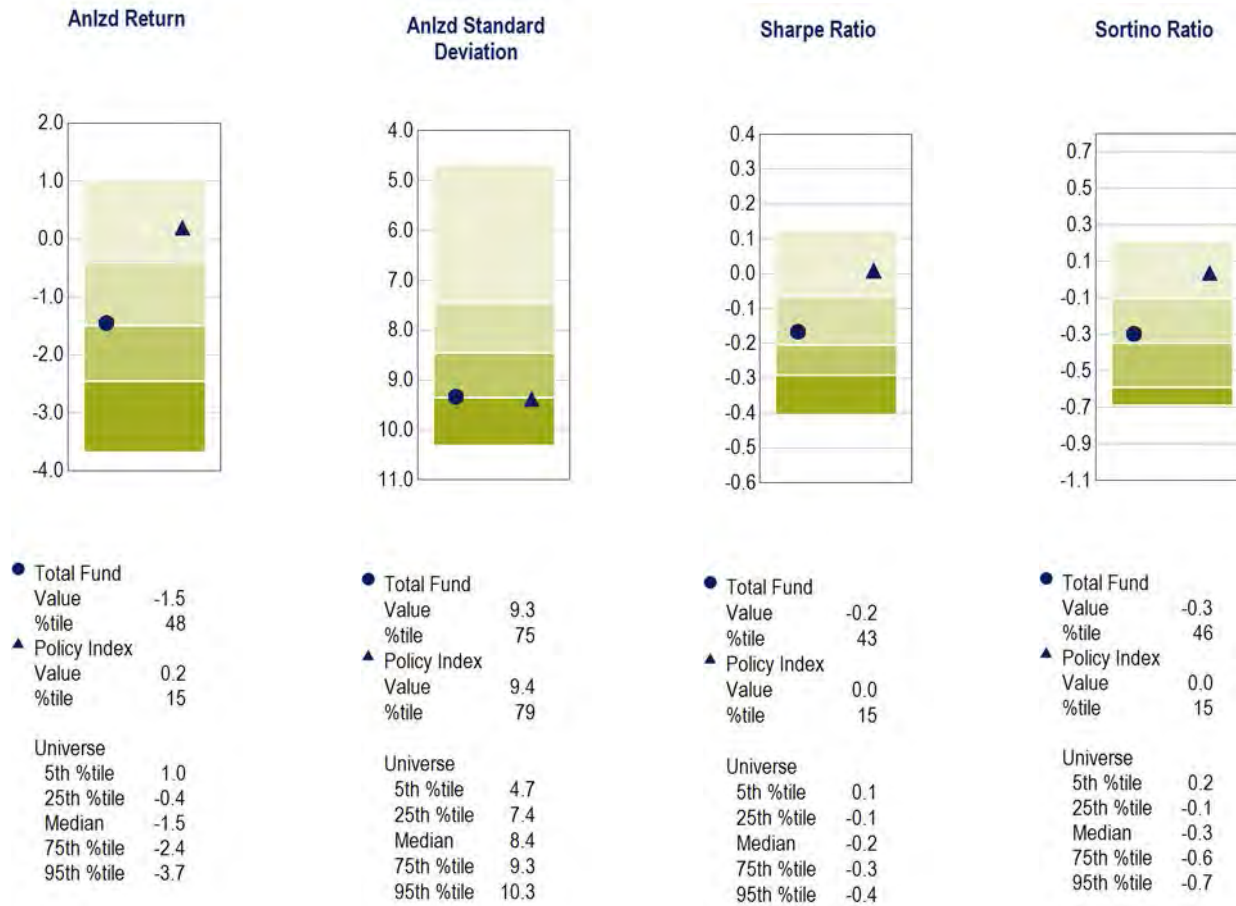 Anlzd Return
2.0
1.0
0.0
-1.0
-2.0
-3.0
-4.0
Total Fund
Value -1.5
%tile 48
Policy Index
Value 0.2
%tile 15
Universe
5th %tile 1.0
25th %tile -0.4
Median -1.5
75th %tile -2.4
95th %tile -3.7
Anlzd Standard
Deviation
4.0
5.0
6.0
7.0
8.0
9.0
10.0
11.0
Total Fund
Value 9.3
%tile 75
Policy Index
Value 9.4
%tile 79
Universe
5th %tile 4.7
25th %tile 7.4
Median 8.4
75th %tile 9.3
95th %tile 10.3
Sharpe Ratio
0.4
0.3
0.2
0.1
0.0
-0.1
-0.2
-0.3
-0.4
-0.5
-0.6
Total Fund
Value -0.2
%tile 43
Policy Index
Value 0.0
%tile 15
Universe
5th %tile 0.1
25th %tile -0.1
Median -0.2
75th %tile -0.3
95th %tile -0.4
Sortino Ratio
0.7
0.5
0.3
0.1
-0.1
-0.3
-0.5
-0.7
-0.9
-1.1
Total Fund
Value -0.3
%tile 46
Policy Index
Value 0.0
%tile 15
Universe
5th %tile 0.2
25th %tile -0.1
Median -0.3
75th %tile -0.6
95th %tile -0.7